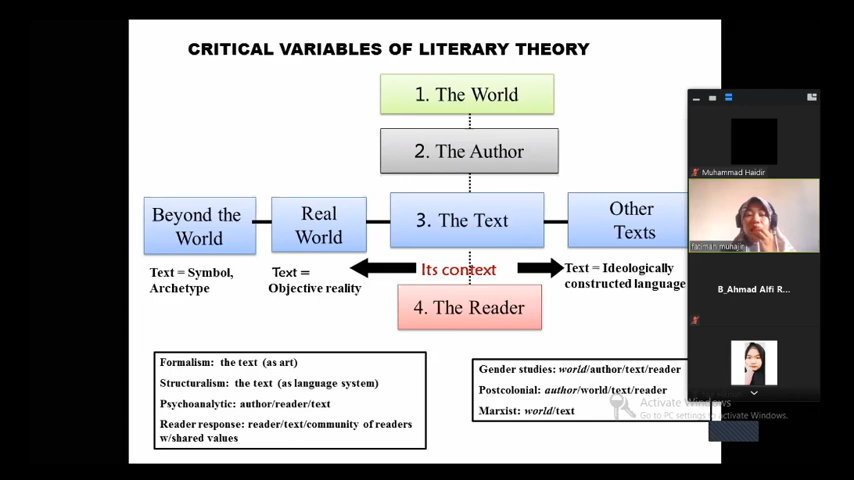 CRITICAL VARIABLES OF LITERARY THEORY
1. The World
2. The Author
Beyond the
World
Real
World
3. The Text
Other
Texts
Text = Symbol,
Archetype
Text =
Objective reality
Its context
Text = Ideologically
constructed language
4. The Reader
Formalism: the text (as art)
Structuralism: the text (as language system)
Psychoanalytic: author/reader/text
Reader response: reader/text/community of readers
w/shared values
Gender studies: world/author/text/reader
Postcolonial: author/world/text/reader
Marxist: world/text
Muhammad Haidir
fatimah muhajir
B_Ahmad Alfi R...
Activate Windows
Go to PC settings to activate Windows.